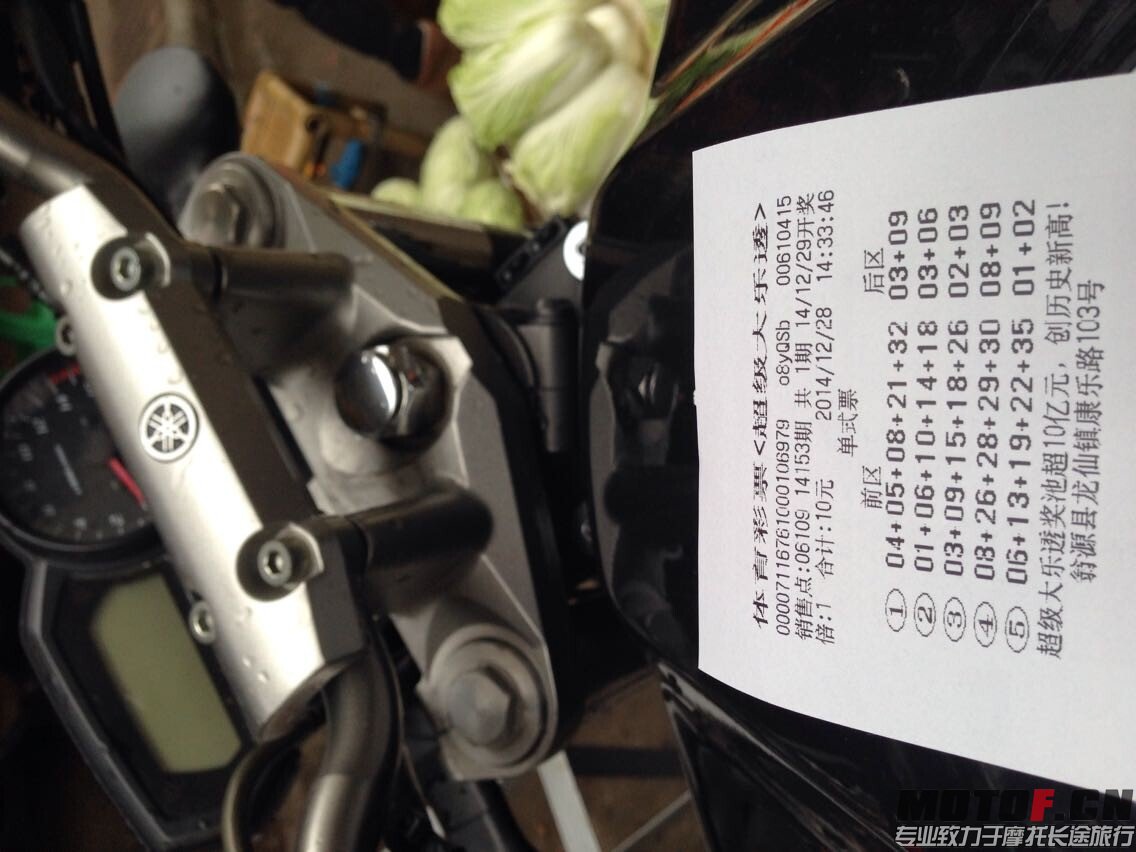 体育彩票<超级大乐透>
00007116761000106979 o8yQSb 00610415
销售点:06109 14153期 共 1期 14/12/29开奖
倍:1 合计:10元 2014/12/28 14:33:46
单式票
前区 后区
① 04+05+08+21+32 03+09
② 01+06+10+14+18 03+06
③ 03+09+15+18+26 02+03
④ 08+26+28+29+30 08+09
⑤ 06+13+19+22+35 01+02
超级大乐透奖池超10亿元，创历史新高!
翁源县龙仙镇康乐路103号
MOTOF.CN
专业致力于摩托长途旅行